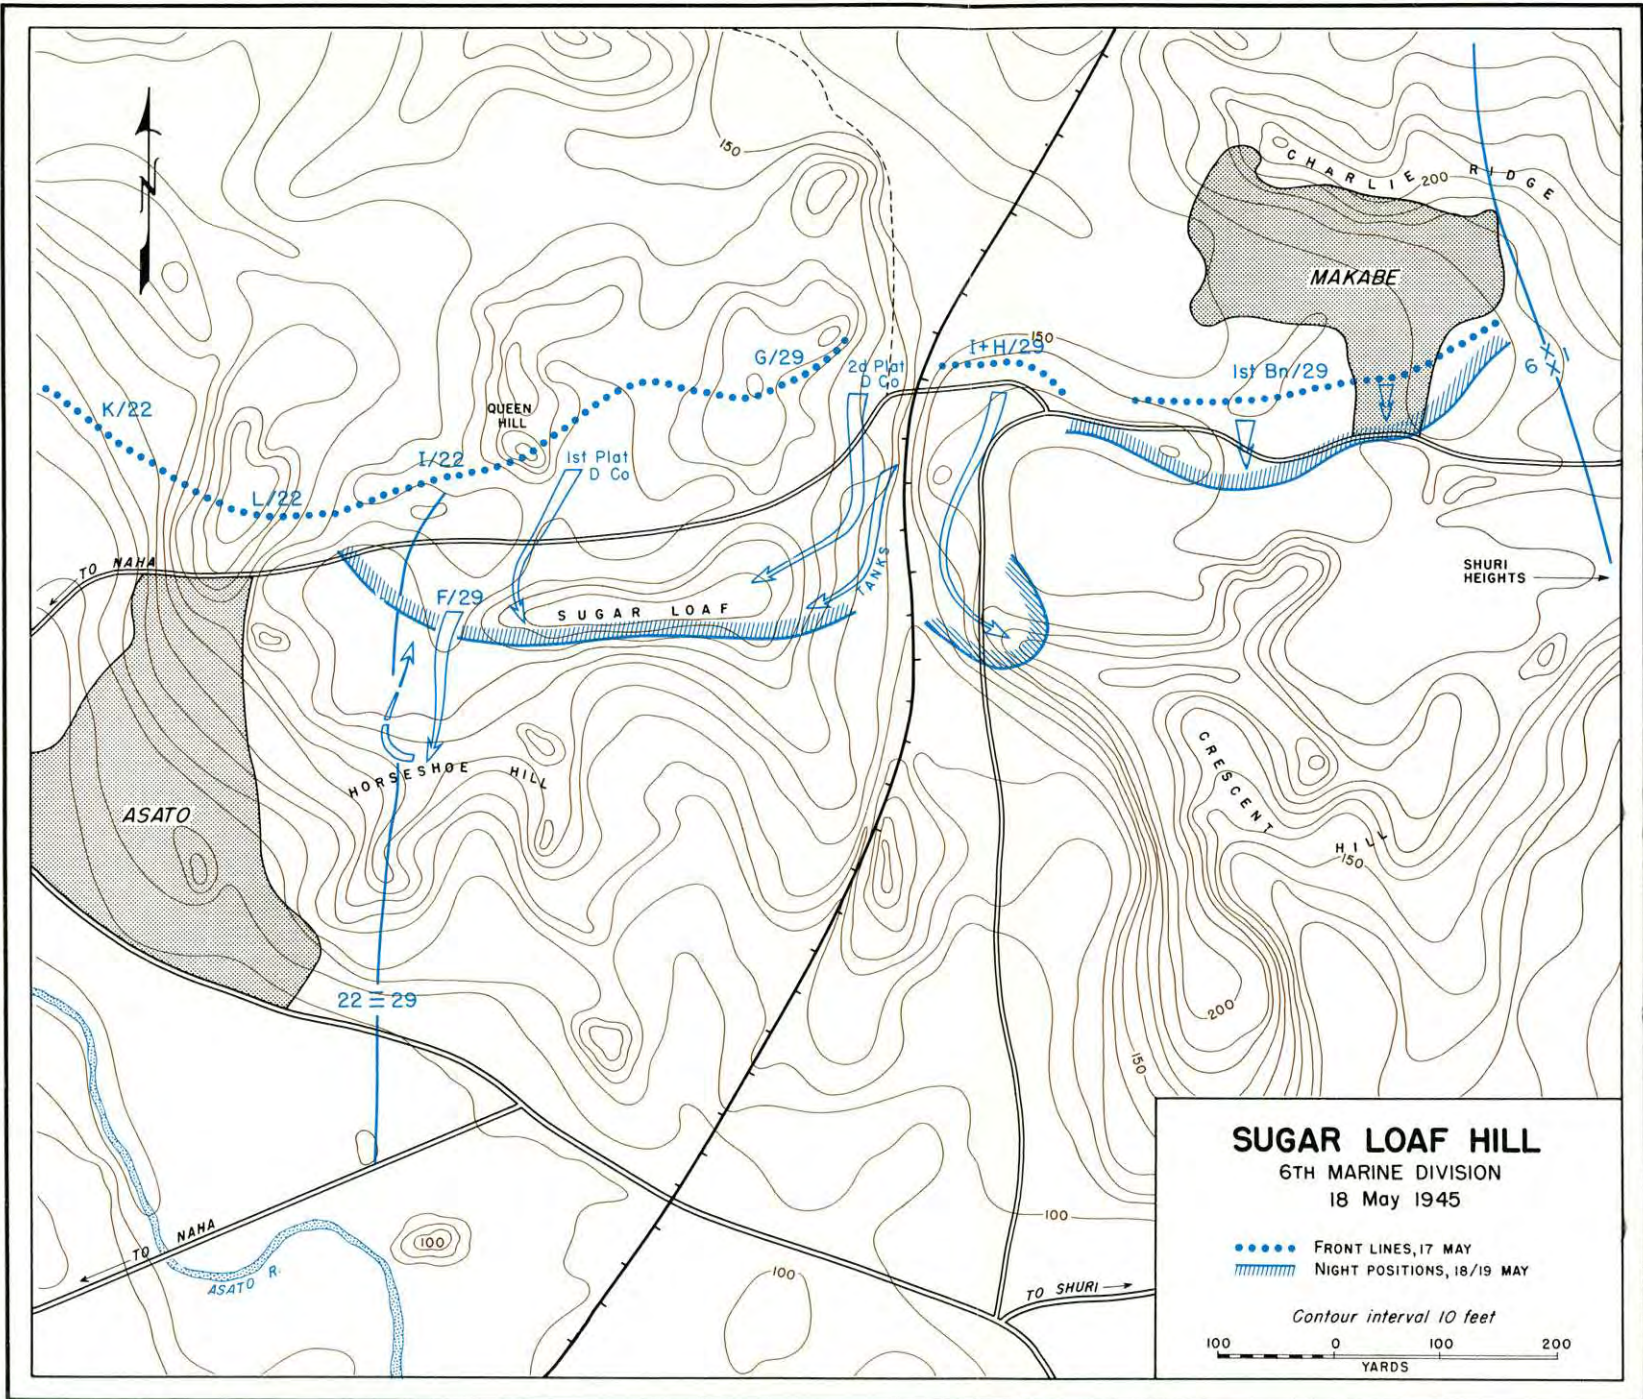 N
150
CHARLIE RIDGE
200
MAKABE
150
I+H/29
G/29
2d Plat
D Co
1st Bn/29
6 XX 1
K/22
QUEEN
HILL
I/22
1st Plat
D Co
L/22
TO NAHA
TANKS
SHURI
HEIGHTS
F/29
SUGAR LOAF
HORSESHOE HILL
CRESCENT HILL
150
ASATO
22 29
200
150
SUGAR LOAF HILL
6TH MARINE DIVISION
18 May 1945
FRONT LINES, 17 MAY
NIGHT POSITIONS, 18/19 MAY
Contour interval 10 feet
100 0 100 200
YARDS
100
TO NAHA
100
ASATO R.
100
TO SHURI